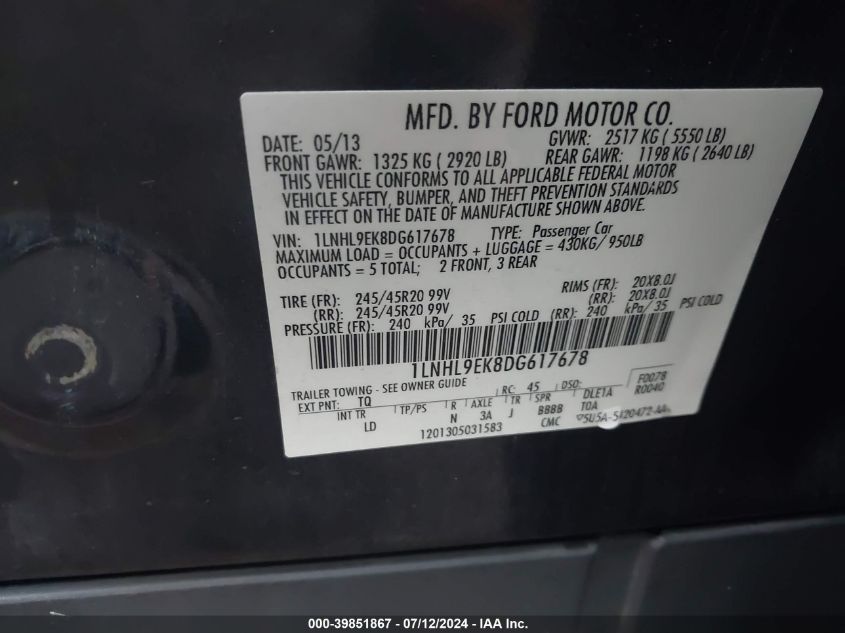 MFD. BY FORD MOTOR CO.
DATE: 05/13 GVWR: 2517 KG ( 5550 LB)
FRONT GAWR: 1325 KG ( 2920 LB) REAR GAWR: 1198 KG ( 2640 LB)
THIS VEHICLE CONFORMS TO ALL APPLICABLE FEDERAL MOTOR
VEHICLE SAFETY, BUMPER, AND THEFT PREVENTION STANDARDS
IN EFFECT ON THE DATE OF MANUFACTURE SHOWN ABOVE.
VIN: 1LNHL9EK8DG617678 TYPE: Passenger Car
MAXIMUM LOAD = OCCUPANTS + LUGGAGE = 430KG/ 950LB
OCCUPANTS = 5 TOTAL; 2 FRONT, 3 REAR
TIRE (FR): 245/45R20 99V RIMS (FR): 20X8.0J
(RR): 245/45R20 99V (RR): 20X8.0J
PRESSURE (FR): 240 kPa/ 35 PSI COLD (RR): 240 kPa/ 35 PSI COLD
1LNHL9EK8DG617678
TRAILER TOWING - SEE OWNER GUIDE
EXT PNT: TQ RC: 45 DSO: F0078
INT TR TP/PS R AXLE TR SPR DLE1A R0040
LD N 3A J BBBB T0A
1201305031583 CMC
000-39851867 - 07/12/2024 - IAA Inc.